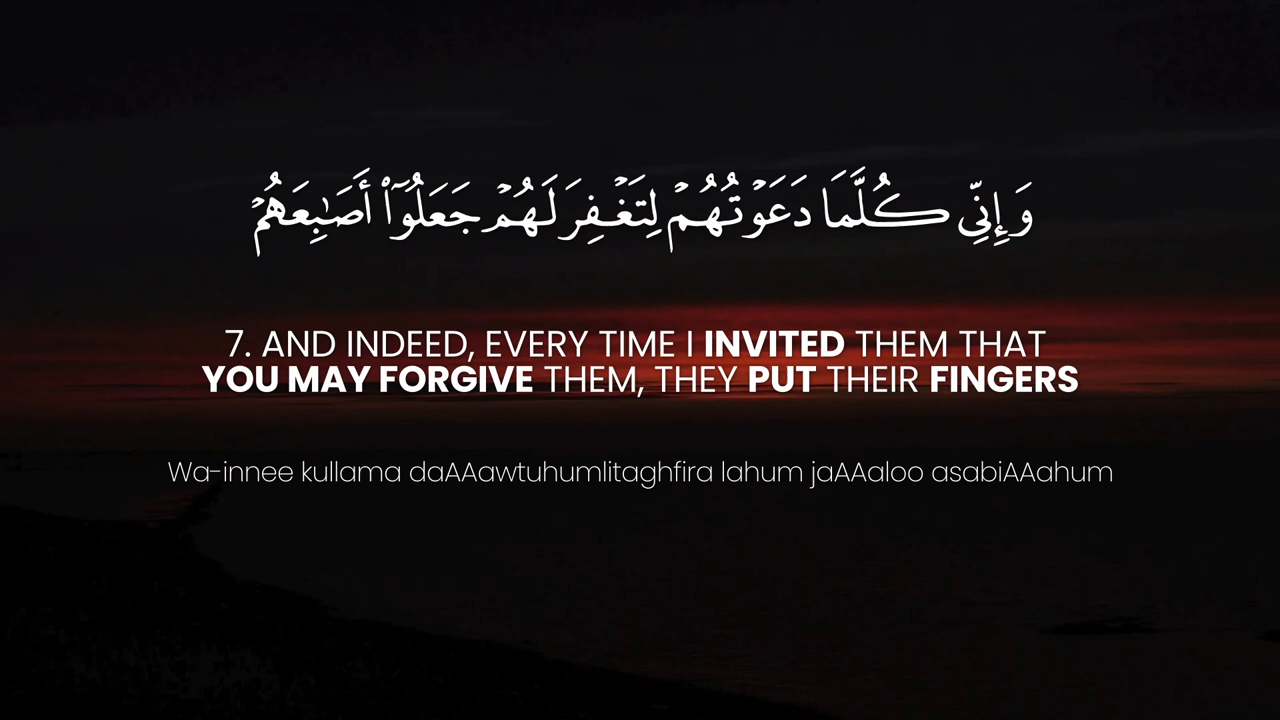 وَإِنِّي كُلَّمَا دَعَوْتُهُمْ لِتَغْفِرَ لَهُمْ جَعَلُوٓا۟ أَصَـٰبِعَهُمْ
7. AND INDEED, EVERY TIME I INVITED THEM THAT
YOU MAY FORGIVE THEM, THEY PUT THEIR FINGERS
Wa-innee kullama daAAawtuhumlitaghfira lahum jaAAaloo asabiAAahum